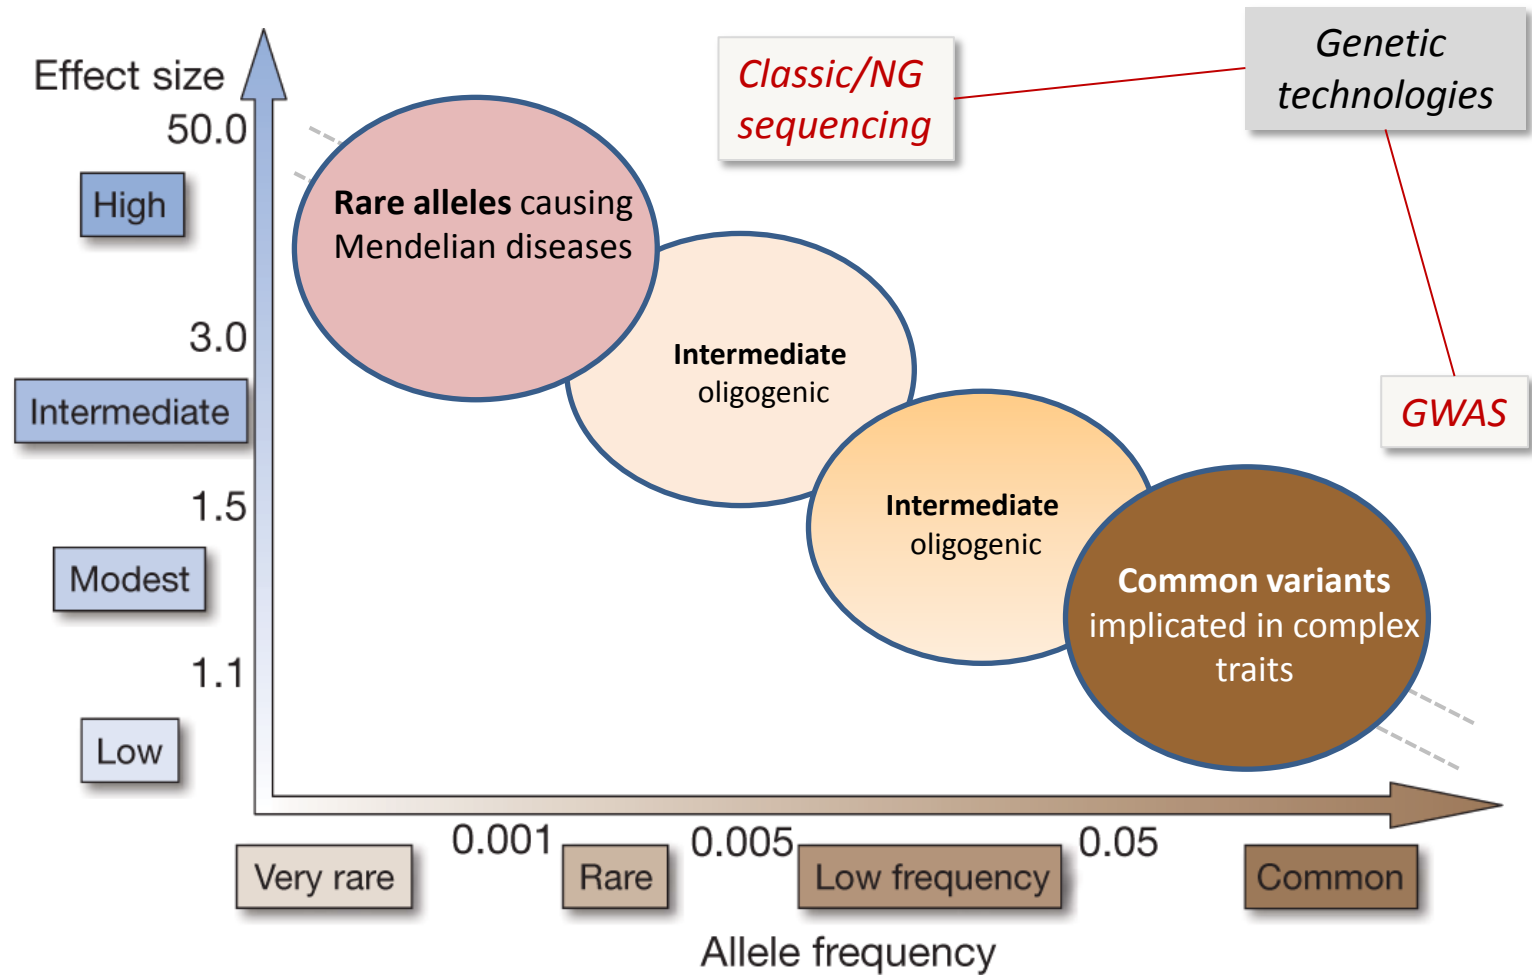 Effect size
50.0
High
3.0
Intermediate
1.5
Modest
1.1
Low
Classic/NG
sequencing
Genetic
technologies
GWAS
Rare alleles causing
Mendelian diseases
Intermediate
oligogenic
Intermediate
oligogenic
Common variants
implicated in complex
traits
0.001
0.005
0.05
Very rare
Rare
Low frequency
Common
Allele frequency